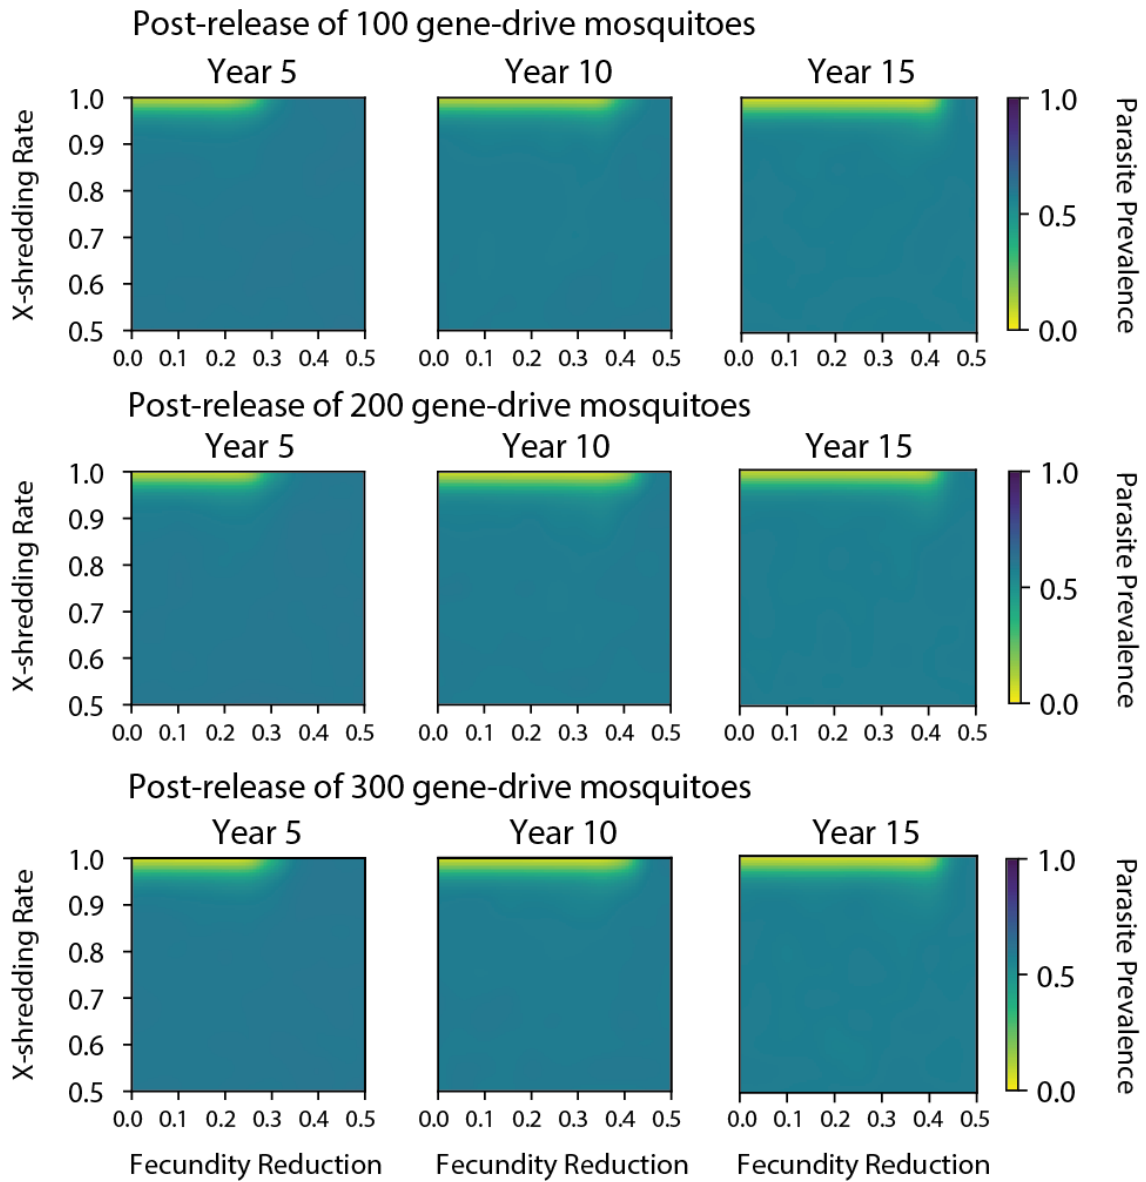 Post-release of 100 gene-drive mosquitoes
Year 5 Year 10 Year 15
X-shredding Rate
1.0
0.9
0.8
0.7
0.6
0.5
0.0 0.1 0.2 0.3 0.4 0.5
0.0 0.1 0.2 0.3 0.4 0.5
0.0 0.1 0.2 0.3 0.4 0.5
1.0
0.5
0.0
Parasite Prevalence
Post-release of 200 gene-drive mosquitoes
Year 5 Year 10 Year 15
X-shredding Rate
1.0
0.9
0.8
0.7
0.6
0.5
0.0 0.1 0.2 0.3 0.4 0.5
0.0 0.1 0.2 0.3 0.4 0.5
0.0 0.1 0.2 0.3 0.4 0.5
1.0
0.5
0.0
Parasite Prevalence
Post-release of 300 gene-drive mosquitoes
Year 5 Year 10 Year 15
X-shredding Rate
1.0
0.9
0.8
0.7
0.6
0.5
0.0 0.1 0.2 0.3 0.4 0.5
0.0 0.1 0.2 0.3 0.4 0.5
0.0 0.1 0.2 0.3 0.4 0.5
1.0
0.5
0.0
Parasite Prevalence
Fecundity Reduction Fecundity Reduction Fecundity Reduction